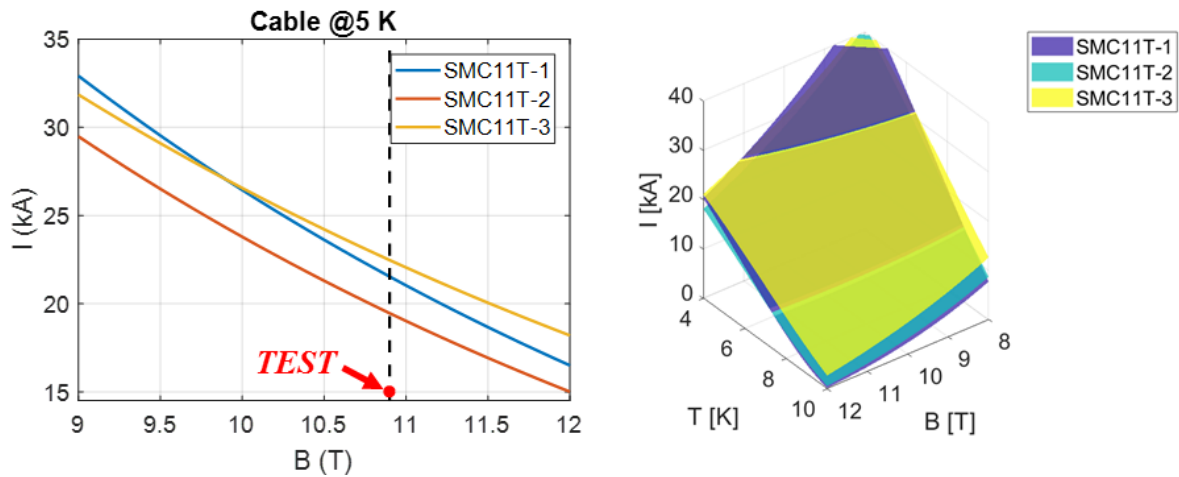 Cable @5 K
35
30
25
20
15
I (kA)
9
9.5
10
10.5
11
11.5
12
B (T)
SMC11T-1
SMC11T-2
SMC11T-3
TEST
40
30
20
10
0
I [kA]
4
6
8
10
T [K]
12
11
10
9
8
B [T]
SMC11T-1
SMC11T-2
SMC11T-3